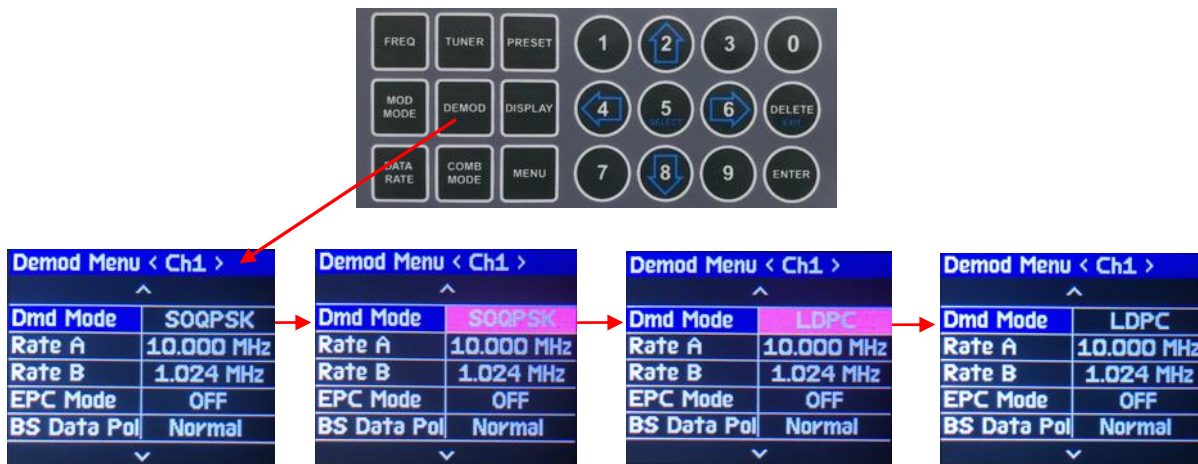 FREQ TUNER PRESET 1 2 3 0
MOD MODE DEMOD DISPLAY 4 5 SELECT 6 DELETE EXIT
DATA RATE COMB MODE MENU 7 8 9 ENTER
Demod Menu < Ch1 >
Dmd Mode SOQPSK
Rate A 10.000 MHz
Rate B 1.024 MHz
EPC Mode OFF
BS Data Pol Normal
Demod Menu < Ch1 >
Dmd Mode SOQPSK
Rate A 10.000 MHz
Rate B 1.024 MHz
EPC Mode OFF
BS Data Pol Normal
Demod Menu < Ch1 >
Dmd Mode LDPC
Rate A 10.000 MHz
Rate B 1.024 MHz
EPC Mode OFF
BS Data Pol Normal
Demod Menu < Ch1 >
Dmd Mode LDPC
Rate A 10.000 MHz
Rate B 1.024 MHz
EPC Mode OFF
BS Data Pol Normal